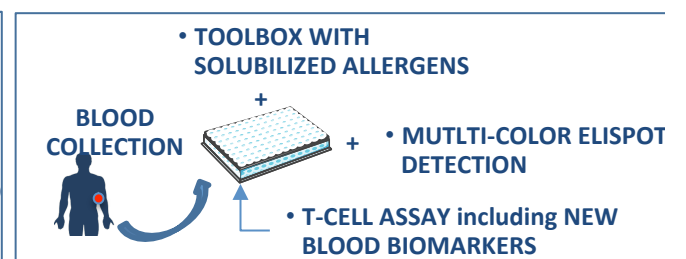 • TOOLBOX WITH
SOLUBILIZED ALLERGENS
+
BLOOD
COLLECTION
+
• MUTLTI-COLOR ELISPOT
DETECTION
• T-CELL ASSAY including NEW
BLOOD BIOMARKERS